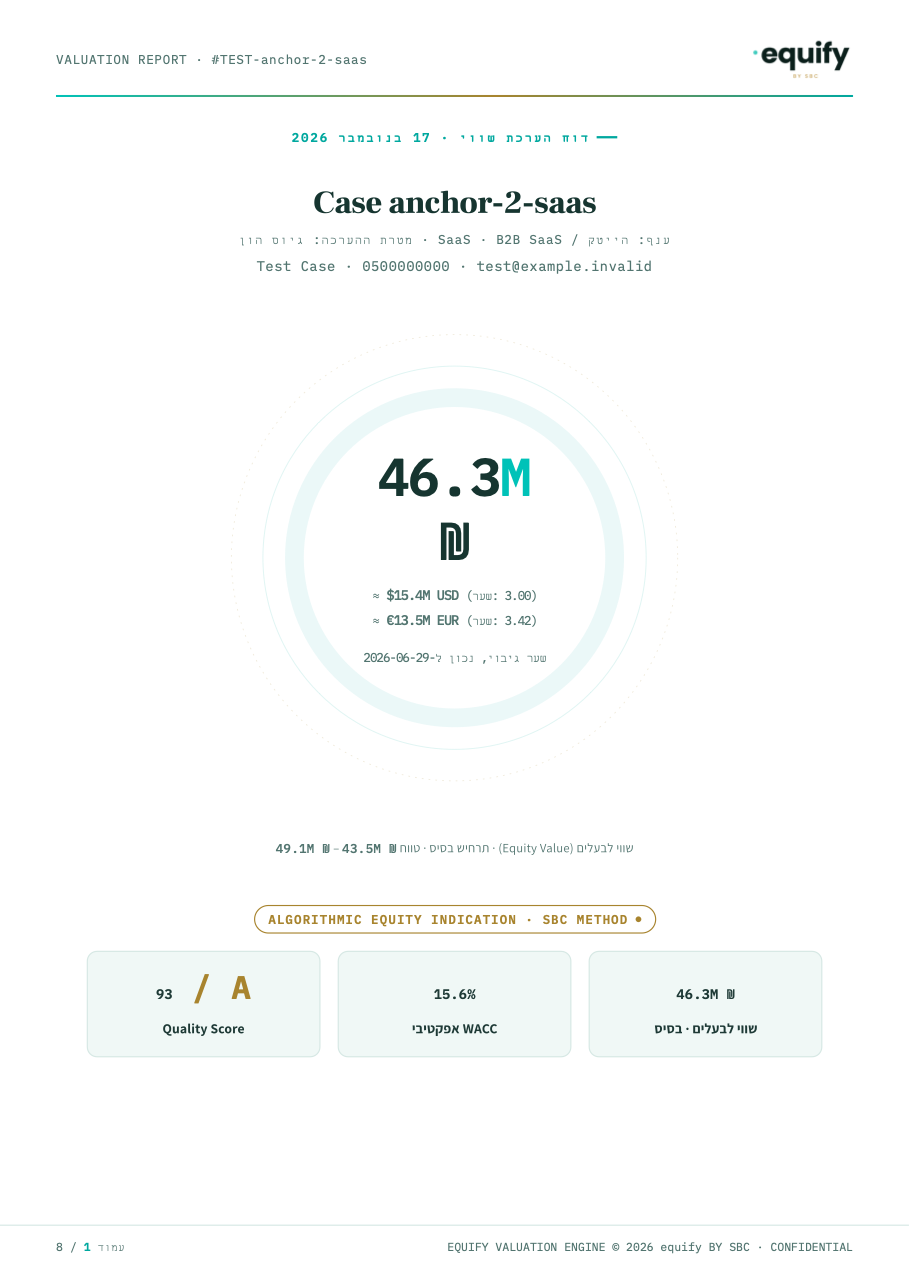 VALUATION REPORT · #TEST-anchor-2-saas
equify
BY SBC
דוח הערכת שווי · 17 בנובמבר 2026
Case anchor-2-saas
ענף: הייטק / SaaS · B2B SaaS · מטרת ההערכה: גיוס הון
Test Case · 0500000000 · test@example.invalid
46.3M
₪
≈ $15.4M USD (שער: 3.00)
≈ €13.5M EUR (שער: 3.42)
שער גיבוי, נכון ל-2026-06-29
שווי לבעלים (Equity Value) · תרחיש בסיס · טווח 43.5M ₪ – 49.1M ₪
ALGORITHMIC EQUITY INDICATION · SBC METHOD
46.3M ₪
שווי לבעלים · בסיס
15.6%
WACC אפקטיבי
93 / A
Quality Score
EQUIFY VALUATION ENGINE © 2026 equify BY SBC · CONFIDENTIAL
עמוד 1 / 8